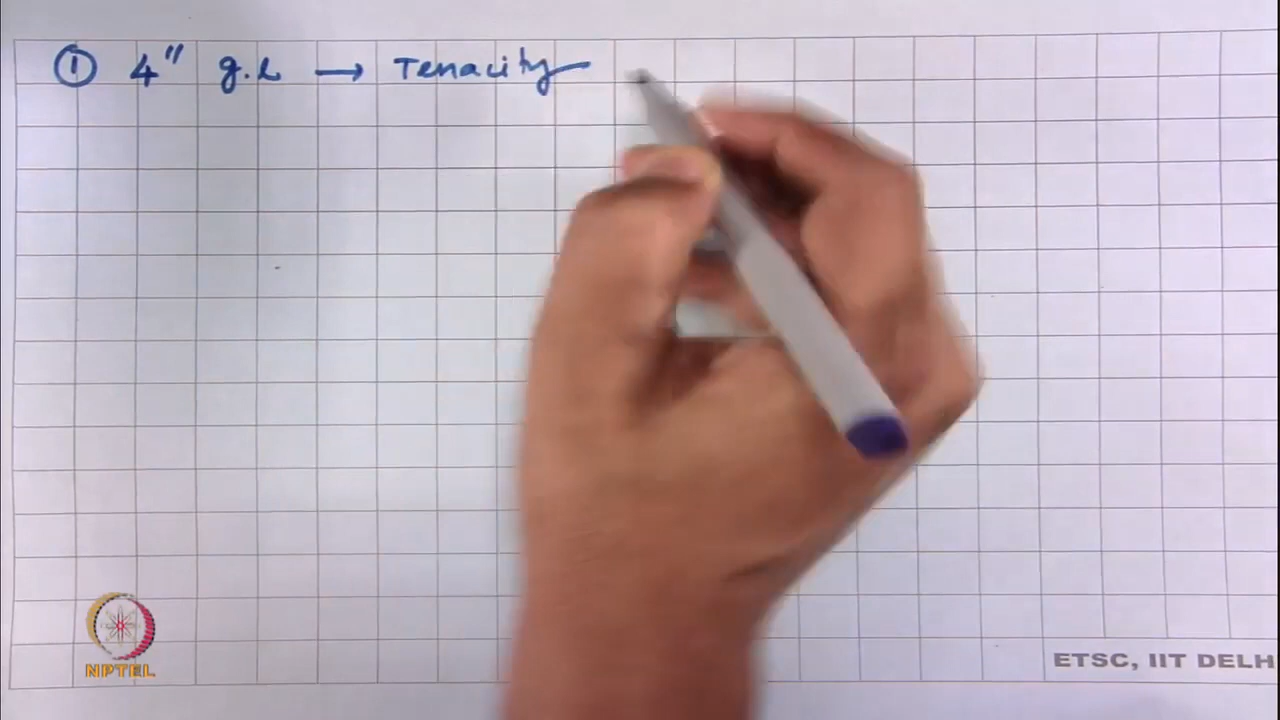 ① 4" g.l → Tenacity
NPTEL
ETSC, IIT DELH